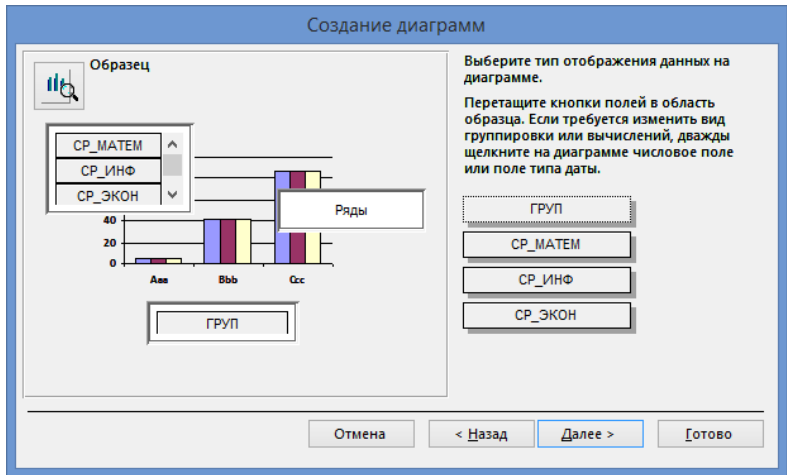 Создание диаграмм
Образец
СР_МАТЕМ
СР_ИНФ
СР_ЭКОН
Ряды
40
20
0
Aaa
Bbb
Ccc
ГРУП
Выберите тип отображения данных на
диаграмме.
Перетащите кнопки полей в область
образца. Если требуется изменить вид
группировки или вычислений, дважды
щелкните на диаграмме числовое поле
или поле типа даты.
ГРУП
СР_МАТЕМ
СР_ИНФ
СР_ЭКОН
Отмена
< Назад
Далее >
Готово